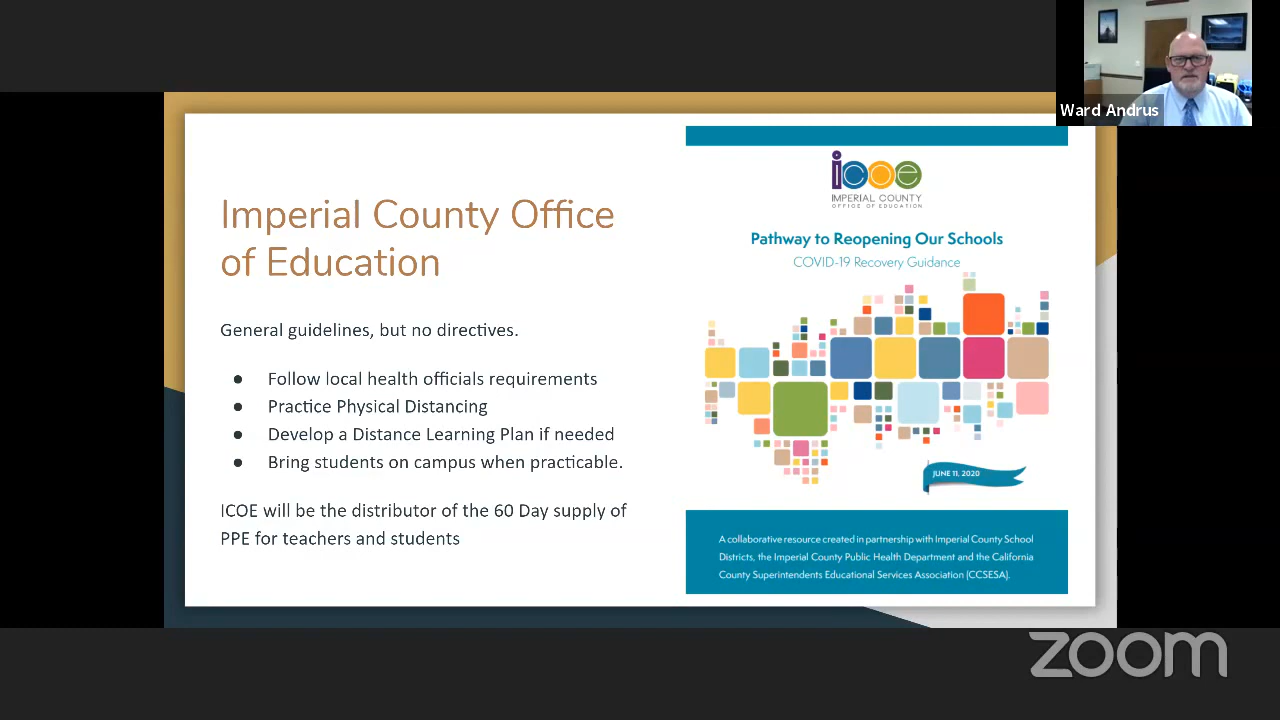 Ward Andrus
Imperial County Office
of Education
General guidelines, but no directives.
● Follow local health officials requirements
● Practice Physical Distancing
● Develop a Distance Learning Plan if needed
● Bring students on campus when practicable.
ICOE will be the distributor of the 60 Day supply of
PPE for teachers and students
icoe
IMPERIAL COUNTY
OFFICE OF EDUCATION
Pathway to Reopening Our Schools
COVID-19 Recovery Guidance
JUNE 11, 2020
A collaborative resource created in partnership with Imperial County School
Districts, the Imperial County Public Health Department and the California
County Superintendents Educational Services Association (CCSESA).
zoom